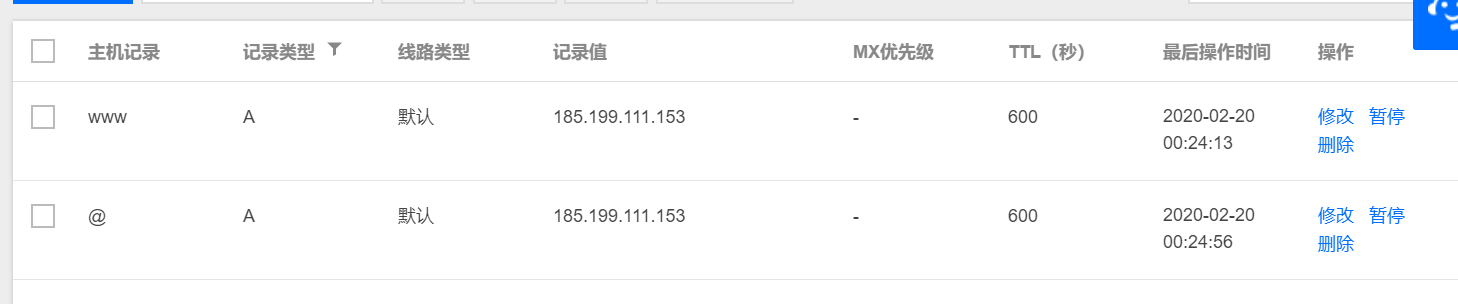 主机记录 记录类型 线路类型 记录值 MX优先级 TTL（秒） 最后操作时间 操作
www A 默认 185.199.111.153 - 600 2020-02-20 00:24:13 修改 暂停 删除
@ A 默认 185.199.111.153 - 600 2020-02-20 00:24:56 修改 暂停 删除